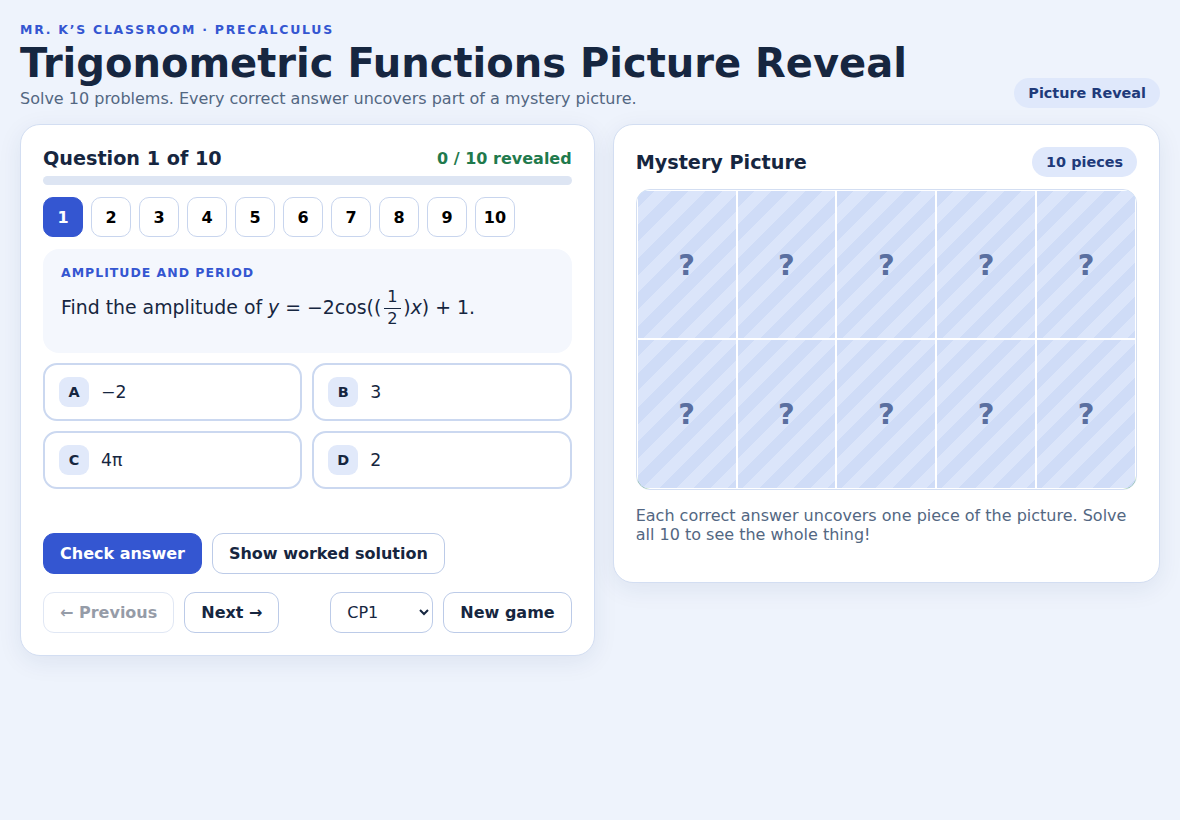 MR. K’S CLASSROOM · PRECALCULUS
Trigonometric Functions Picture Reveal
Solve 10 problems. Every correct answer uncovers part of a mystery picture.
Picture Reveal
Question 1 of 10
0 / 10 revealed
1 2 3 4 5 6 7 8 9 10
AMPLITUDE AND PERIOD
Find the amplitude of y = −2cos((1/2)x) + 1.
A −2
B 3
C 4π
D 2
Check answer
Show worked solution
← Previous
Next →
CP1
New game
Mystery Picture
10 pieces
? ? ? ? ?
? ? ? ? ?
Each correct answer uncovers one piece of the picture. Solve
all 10 to see the whole thing!